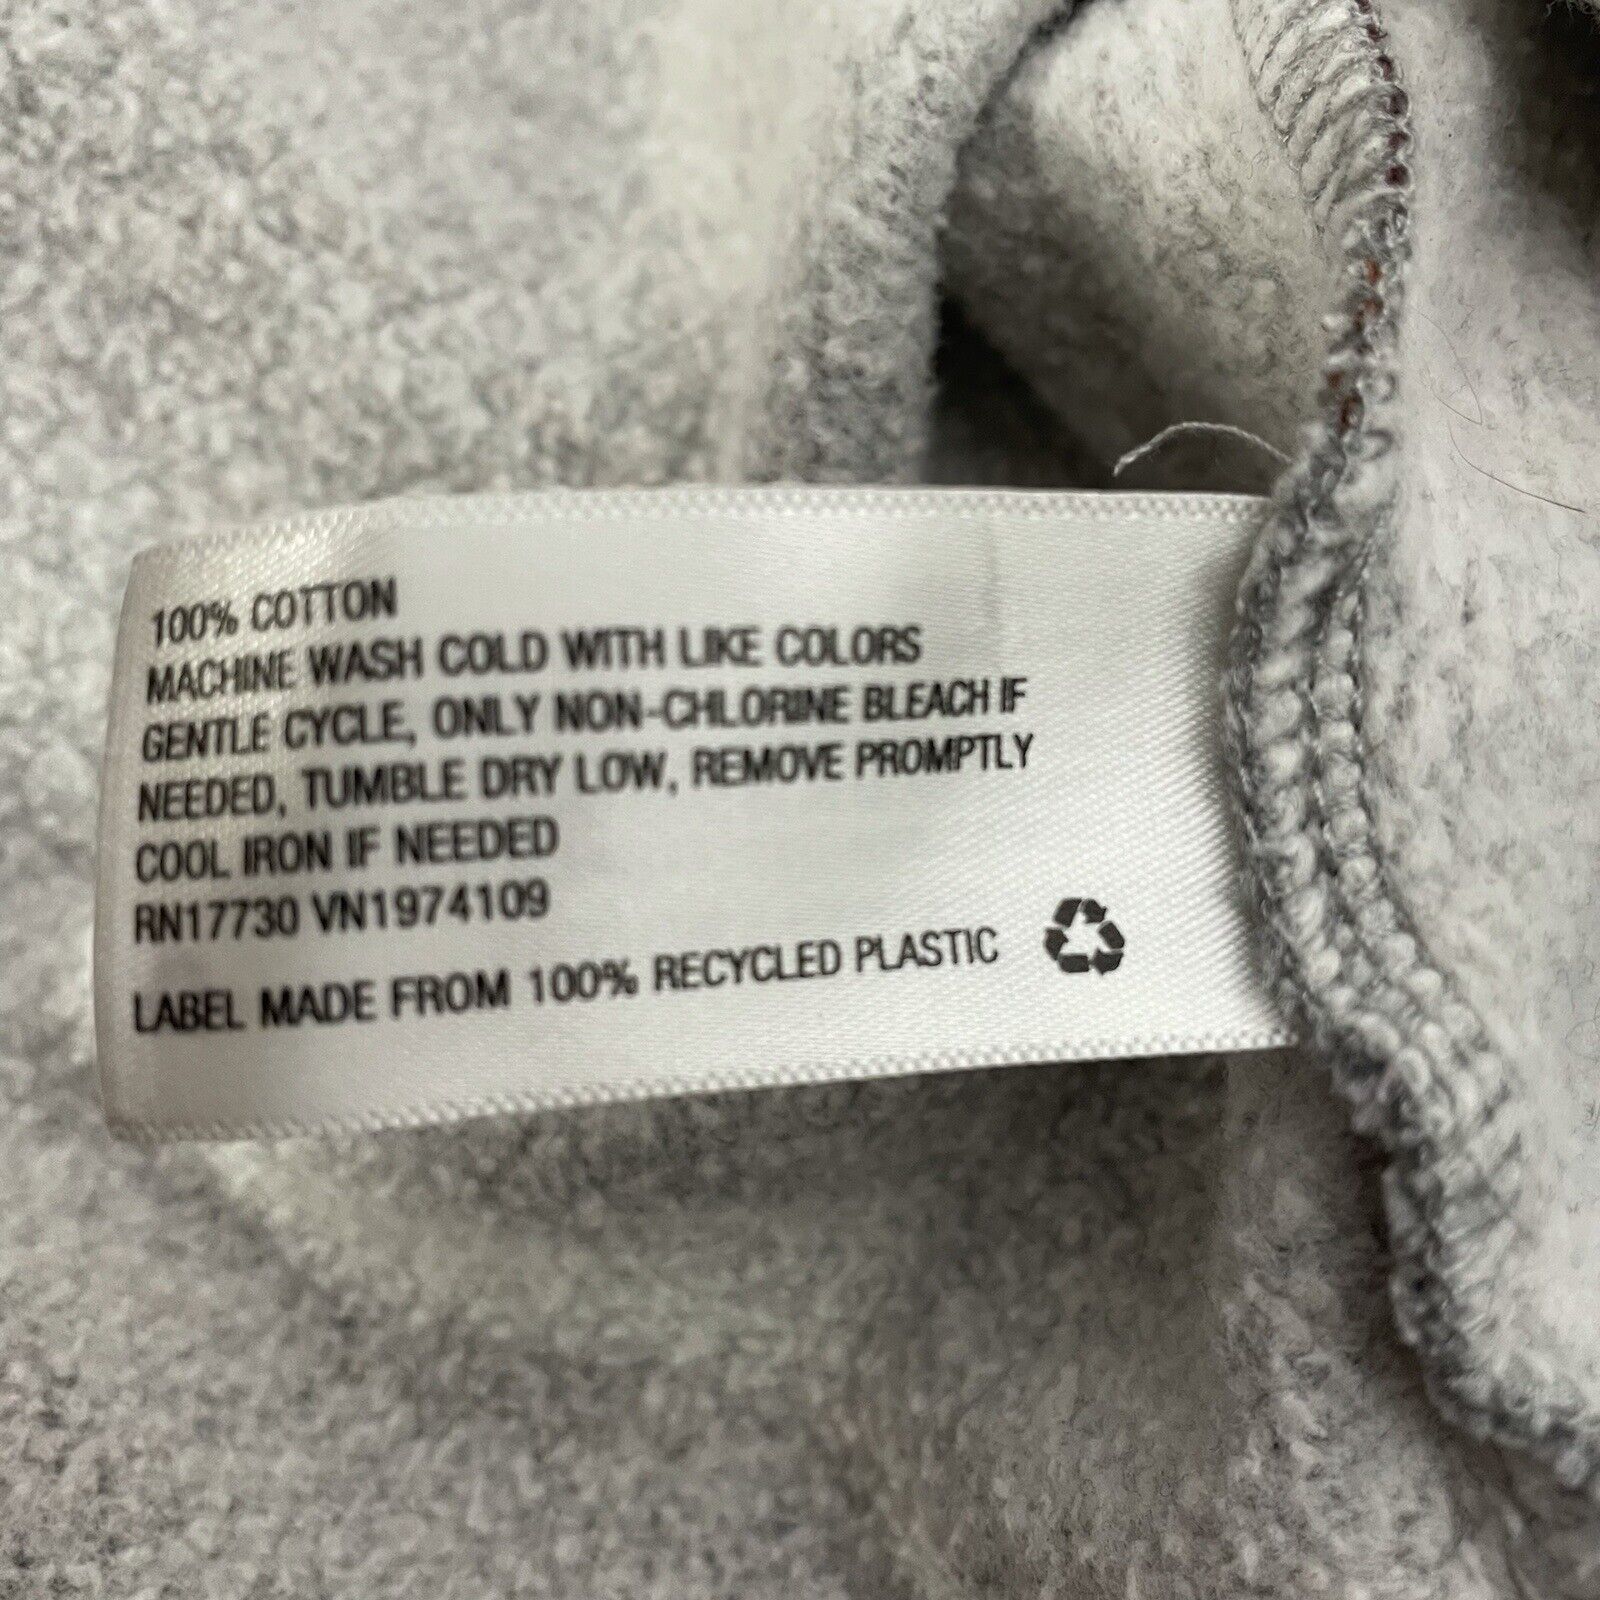 100% COTTON
MACHINE WASH COLD WITH LIKE COLORS
GENTLE CYCLE, ONLY NON-CHLORINE BLEACH IF
NEEDED, TUMBLE DRY LOW, REMOVE PROMPTLY
COOL IRON IF NEEDED
RN17730 VN1974109
LABEL MADE FROM 100% RECYCLED PLASTIC